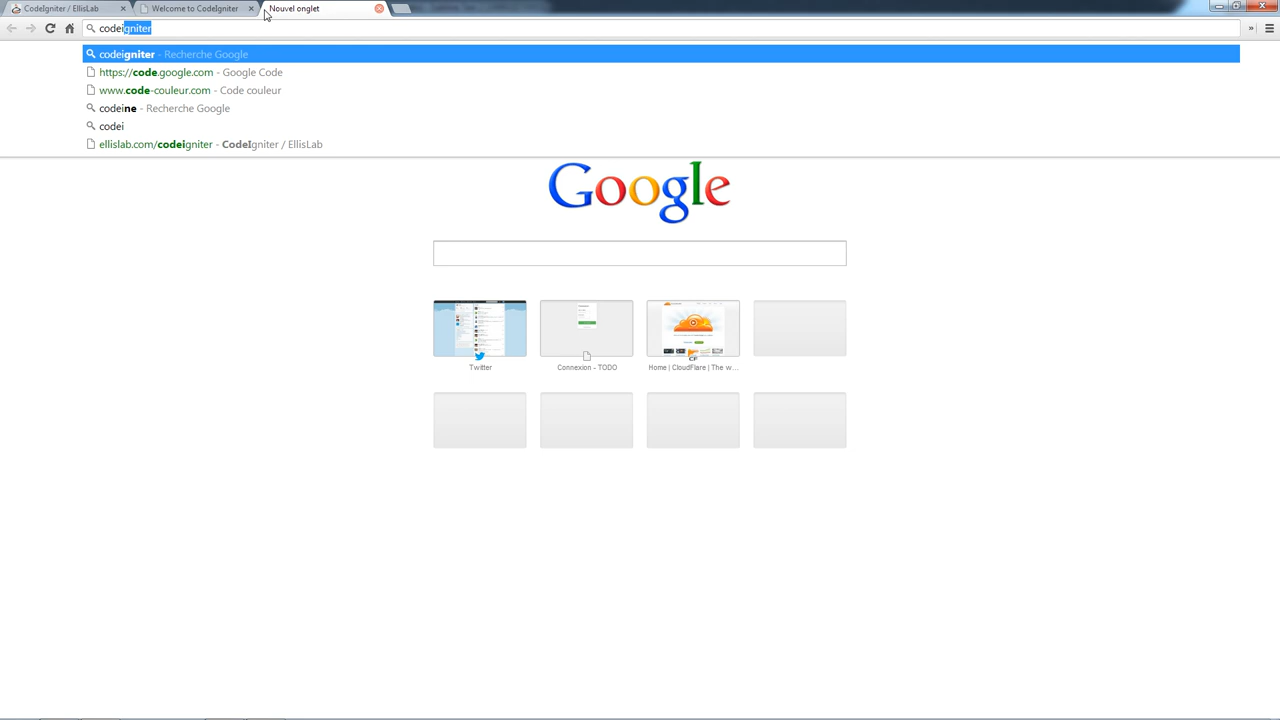 CodeIgniter / EllisLab
Welcome to CodeIgniter
Nouvel onglet
codeigniter
codeigniter - Recherche Google
https://code.google.com - Google Code
www.code-couleur.com - Code couleur
codeine - Recherche Google
codei
ellislab.com/codeigniter - CodeIgniter / EllisLab
Google
Twitter
Connexion - TODO
Home | CloudFlare | The w...